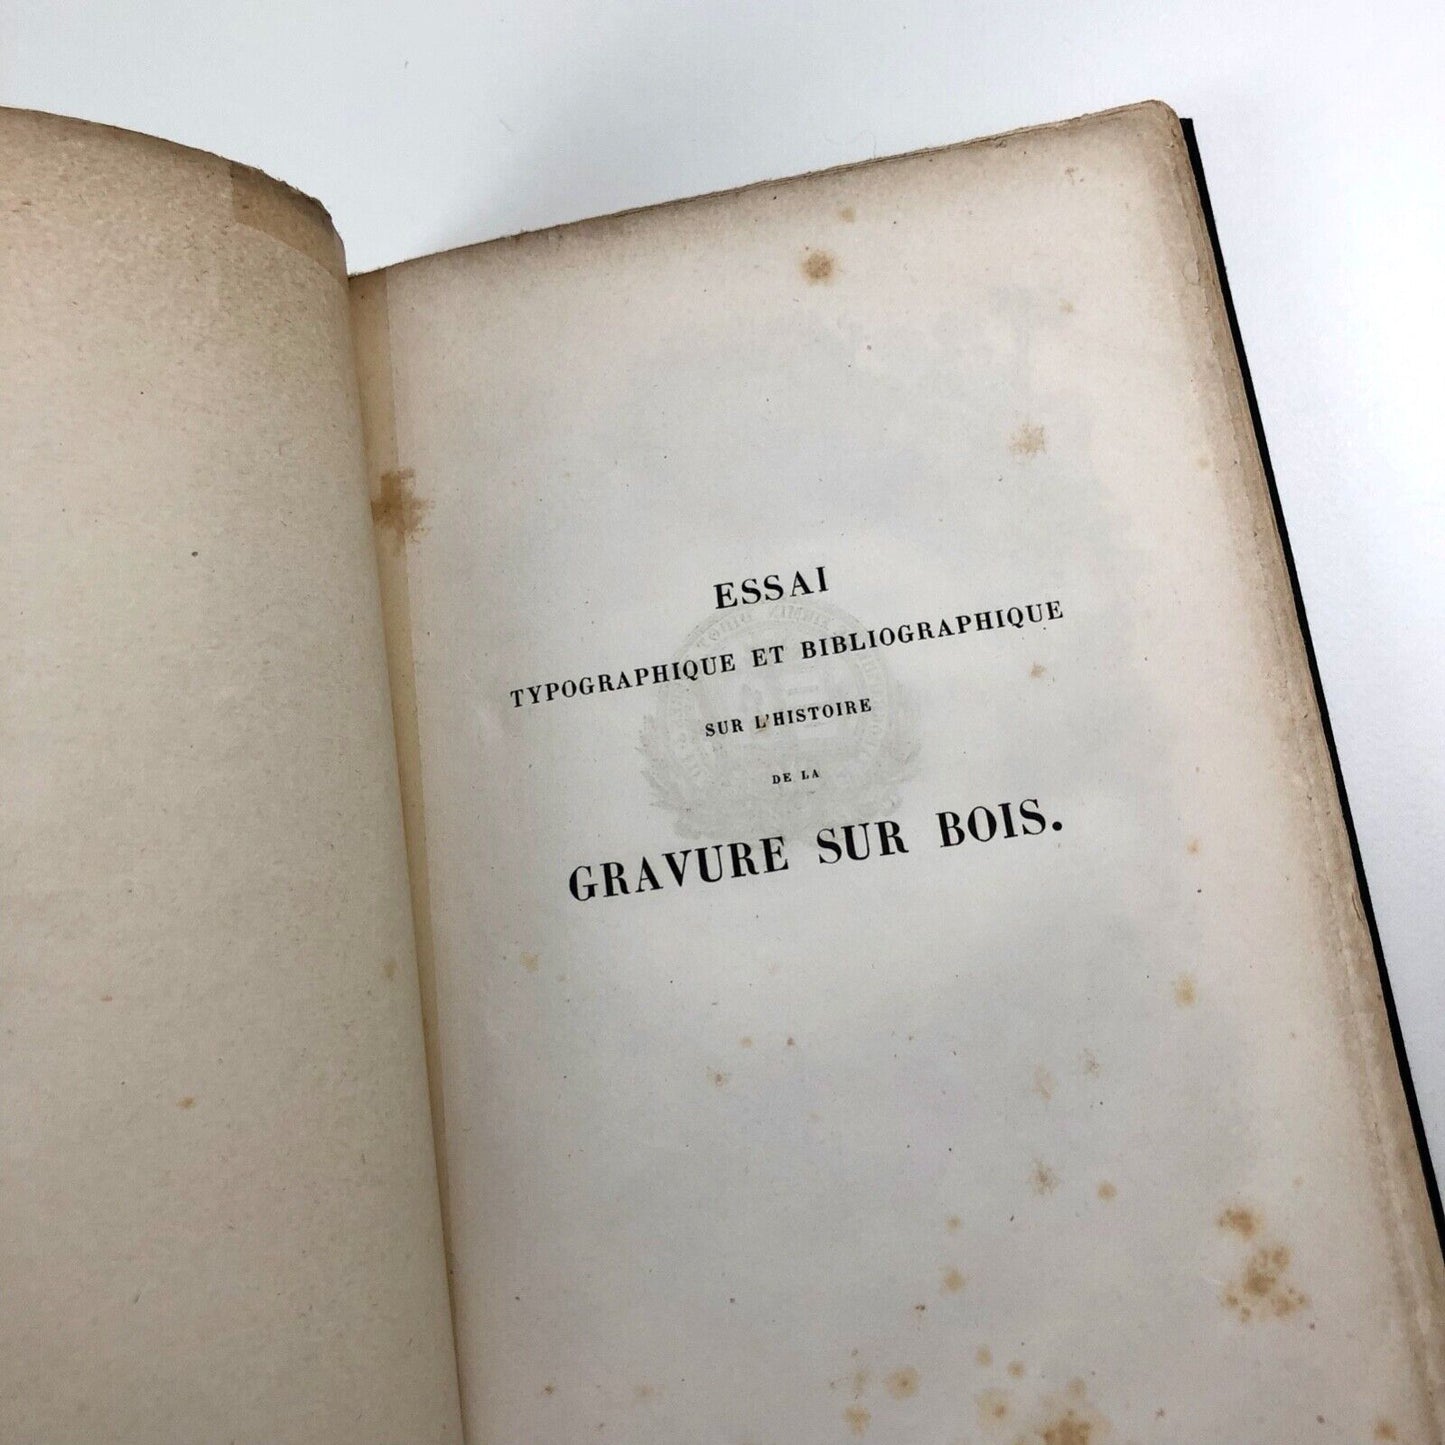 ESSAI
TYPOGRAPHIQUE ET BIBLIOGRAPHIQUE
SUR L'HISTOIRE
DE LA
GRAVURE SUR BOIS.